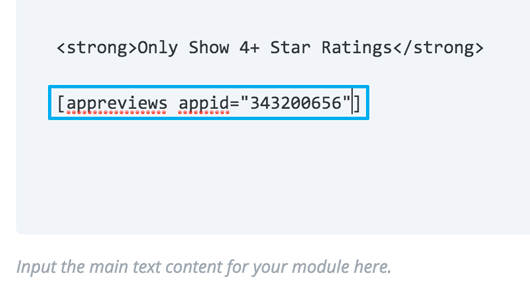 <strong>Only Show 4+ Star Ratings</strong>
[appreviews appid="343200656"]
Input the main text content for your module here.